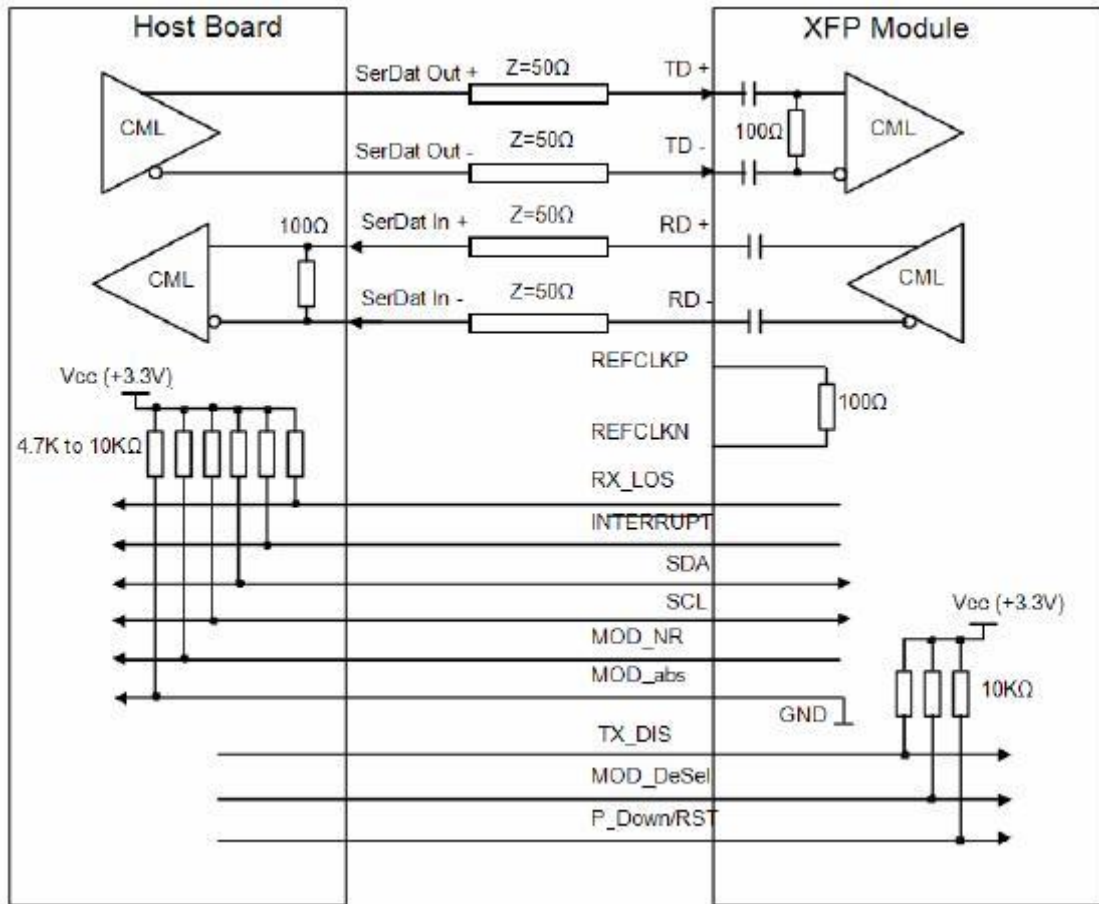 Host Board
XFP Module
SerDat Out +
Z=50Ω
TD +
CML
100Ω
CML
SerDat Out -
Z=50Ω
TD -
100Ω
SerDat In +
Z=50Ω
RD +
CML
CML
SerDat In -
Z=50Ω
RD -
REFCLKP
Vcc (+3.3V)
100Ω
4.7K to 10KΩ
REFCLKN
RX_LOS
INTERRUPT
SDA
SCL
Vcc (+3.3V)
MOD_NR
MOD_abs
10KΩ
GND
TX_DIS
MOD_DeSel
P_Down/RST